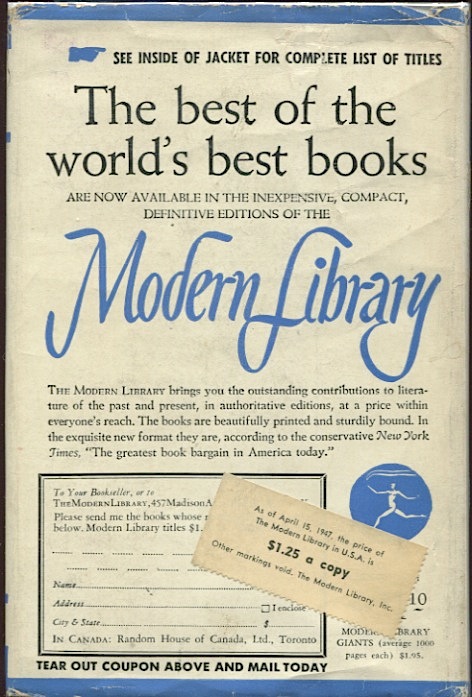 SEE INSIDE OF JACKET FOR COMPLETE LIST OF TITLES
The best of the
world's best books
ARE NOW AVAILABLE IN THE INEXPENSIVE, COMPACT,
DEFINITIVE EDITIONS OF THE
Modern Library
THE MODERN LIBRARY brings you the outstanding contributions to litera-
ture of the past and present, in authoritative editions, at a price within
everyone's reach. The books are beautifully printed and sturdily bound. In
the exquisite new format they are, according to the conservative New York
Times, "The greatest book bargain in America today."
To Your Bookseller, or to
THE MODERN LIBRARY, 457 Madison A
Please send me the books whose
below. Modern Library titles $1.
Name
Address
I enclose
City & State
$
IN CANADA: Random House of Canada, Ltd., Toronto
TEAR OUT COUPON ABOVE AND MAIL TODAY
As of April 15, 1947, the price of
The Modern Library in U.S.A. is
$1.25 a copy
Other markings void. The Modern Library, Inc.
10
MODERN LIBRARY
GIANTS (average 1000
pages each) $1.95.